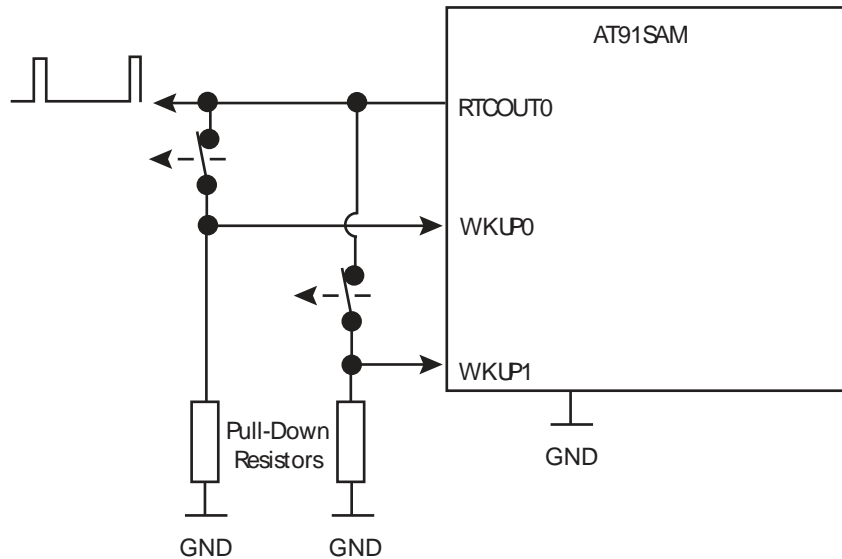 AT91SAM
RTCOUT0
WKUP0
WKUP1
Pull-Down
Resistors
GND
GND
GND